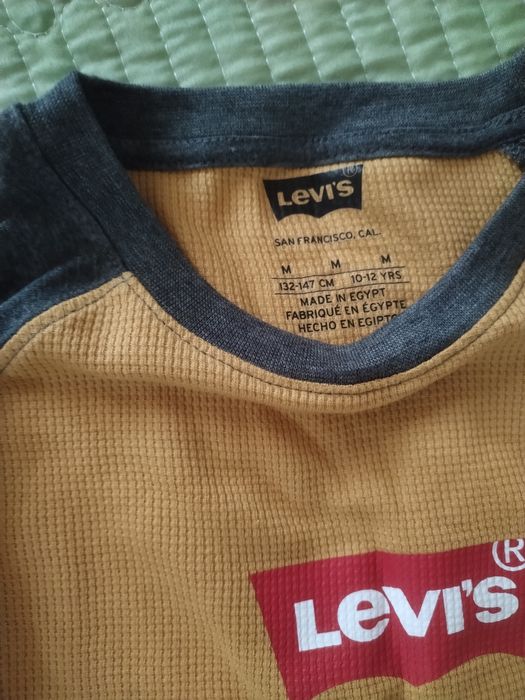 LEVI'S®
SAN FRANCISCO, CAL.
M M M
132-147 CM 10-12 YRS
MADE IN EGYPT
FABRIQUÉ EN ÉGYPTE
HECHO EN EGIPTO
LEVI'S®